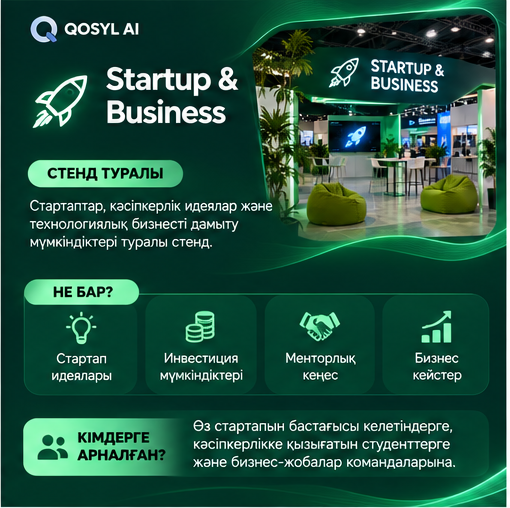 QOSYL AI
Startup &
Business
STARTUP &
BUSINESS
СТЕНД ТУРАЛЫ
Стартаптар, кәсіпкерлік идеялар және
технологиялық бизнесті дамыту
мүмкіндіктері туралы стенд.
НЕ БАР?
Стартап
идеялары
Инвестиция
мүмкіндіктері
Менторлық
кеңес
Бизнес
кейстер
КІМДЕРГЕ
АРНАЛҒАН?
Өз стартапын бастағысы келетіндерге,
кәсіпкерлікке қызығатын студенттерге
және бизнес-жобалар командаларына.